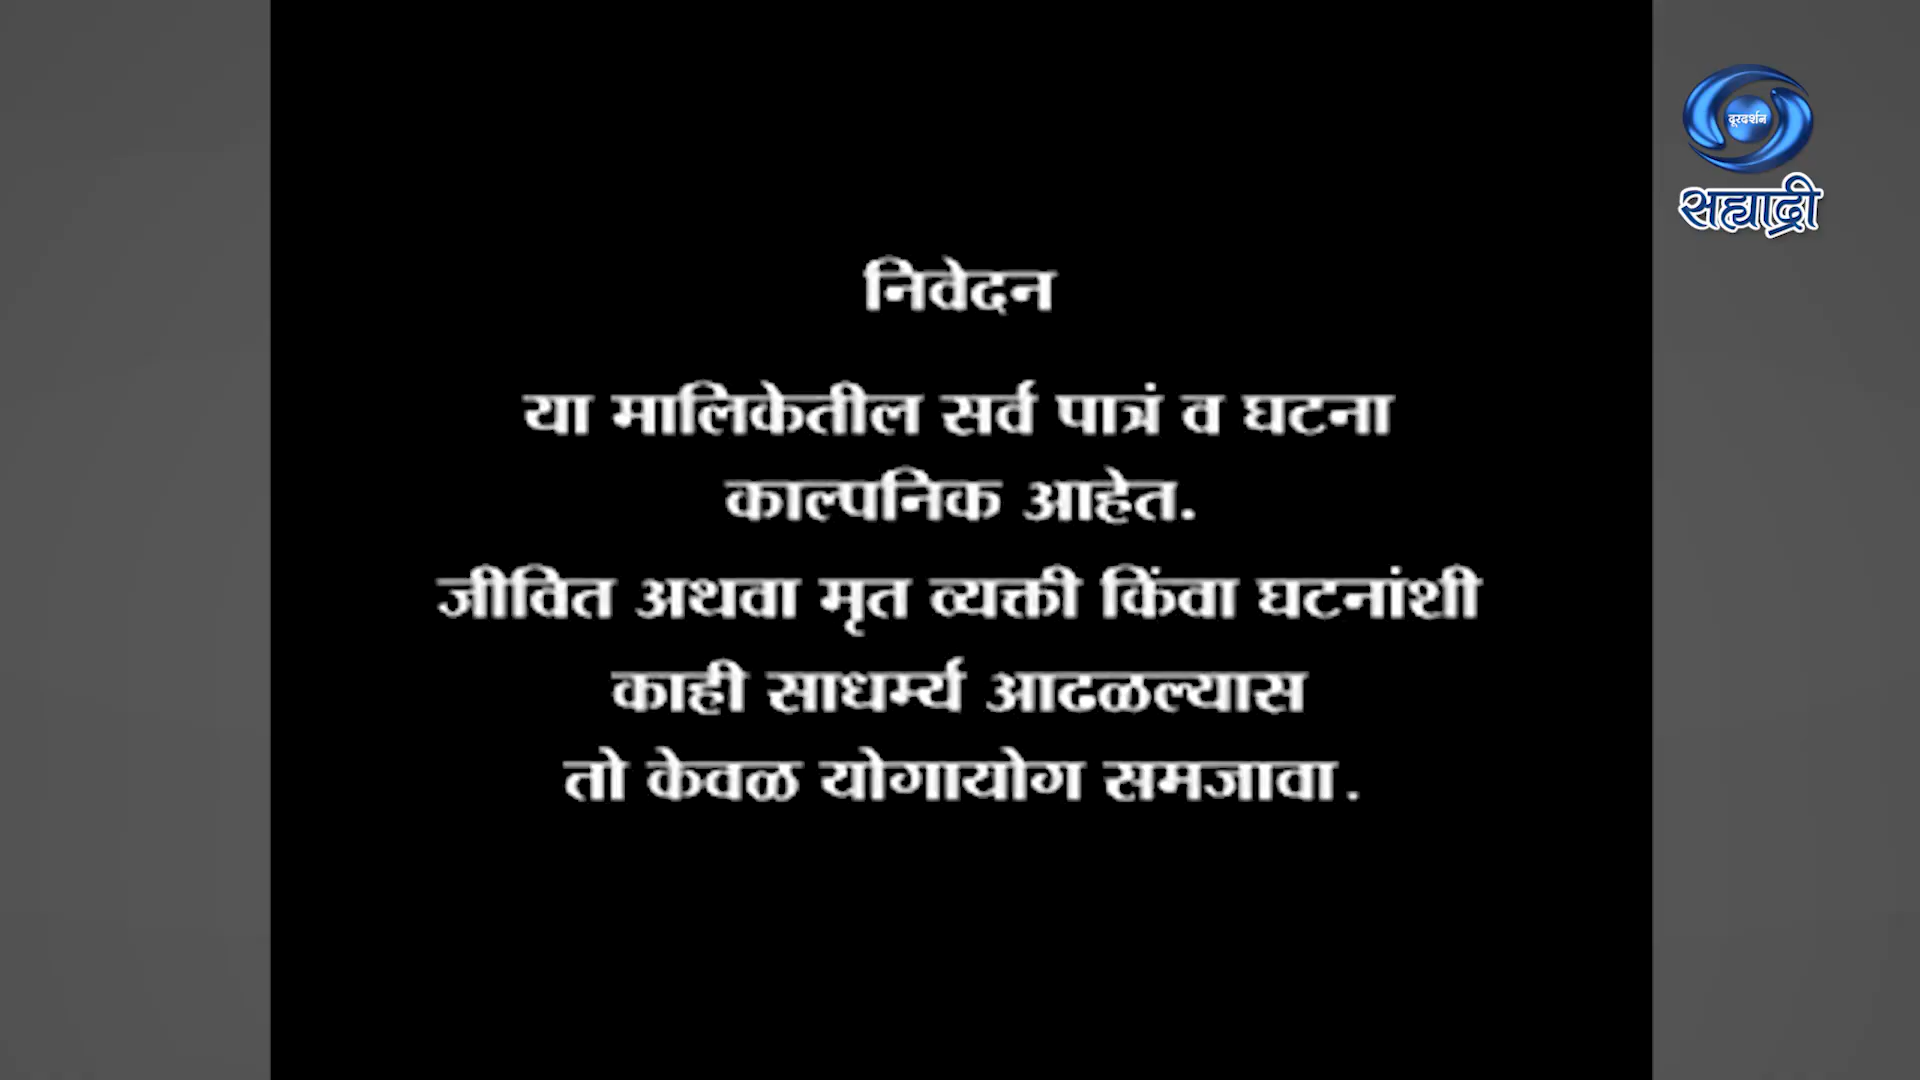 दूरदर्शन
सह्याद्री
निवेदन
या मालिकेतील सर्व पात्रं व घटना
काल्पनिक आहेत.
जीवित अथवा मृत व्यक्ती किंवा घटनांशी
काही साधर्म्य आढळल्यास
तो केवळ योगायोग समजावा.